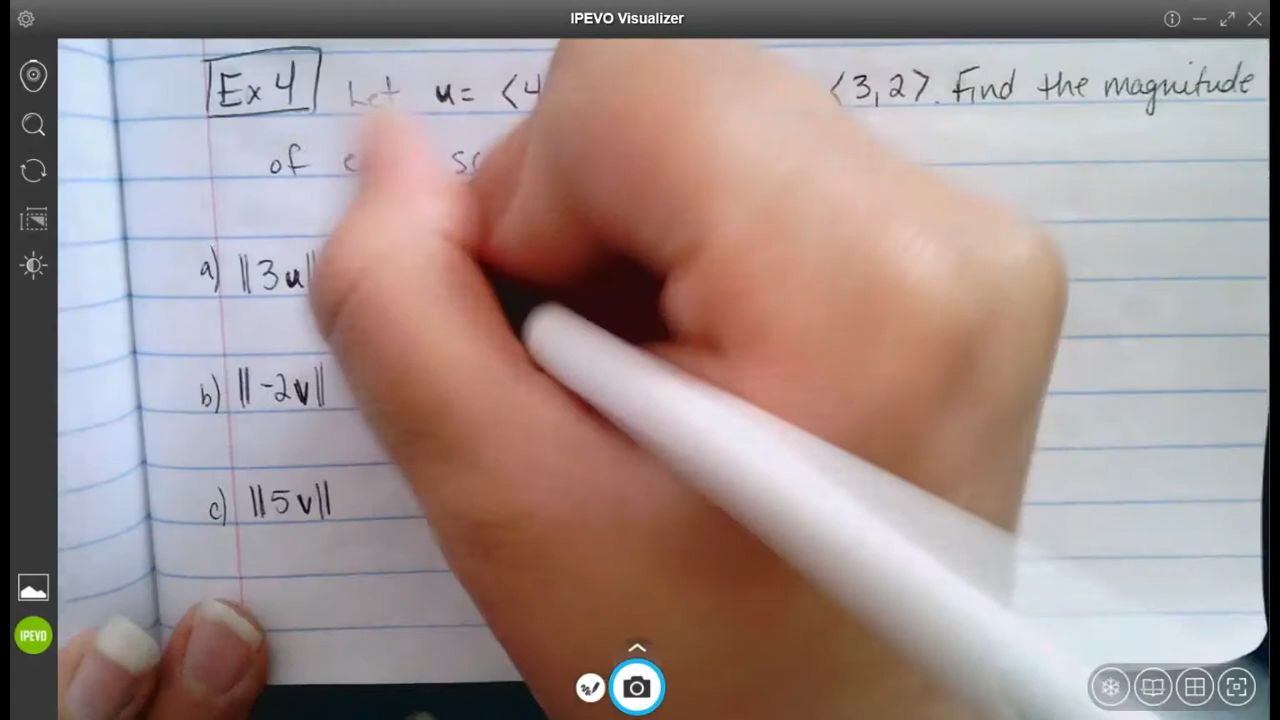 IPEVO Visualizer
Ex 4 Let u = ⟨4 ⟨3,2⟩. Find the magnitude
of
a) ||3u||
b) ||-2v||
c) ||5v||
IPEVO